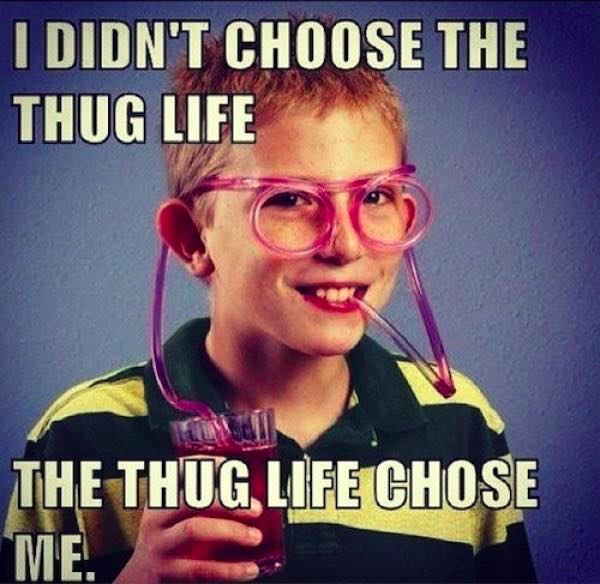 I DIDN'T CHOOSE THE
THUG LIFE
THE THUG LIFE CHOSE
ME.